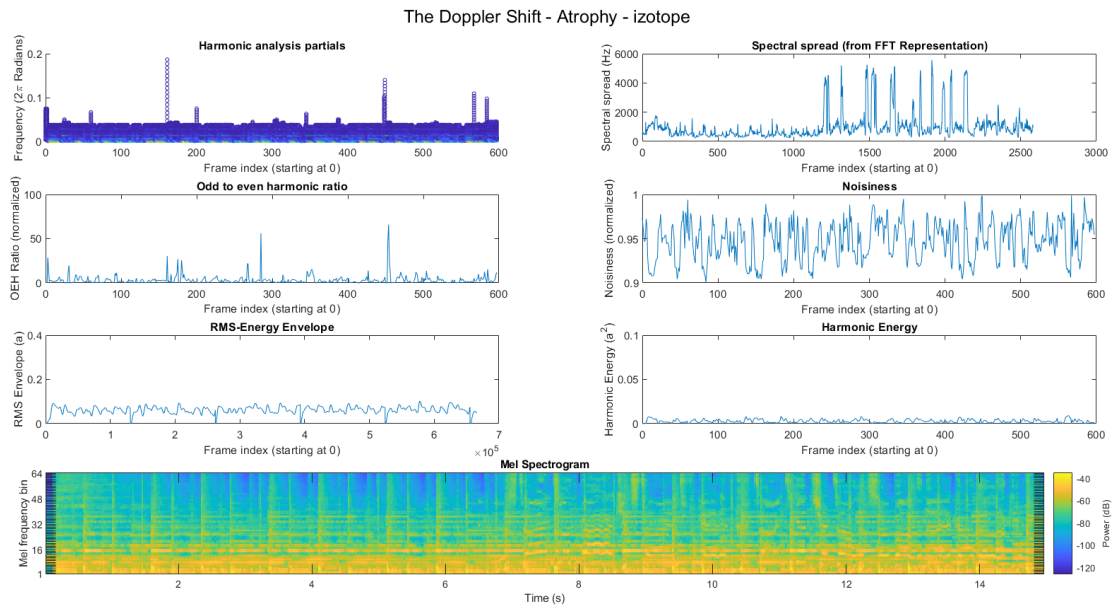 The Doppler Shift - Atrophy - izotope
Harmonic analysis partials
Frequency (2π Radians)
0.2
0.1
0
0 100 200 300 400 500 600
Frame index (starting at 0)
Spectral spread (from FFT Representation)
Spectral spread (Hz)
6000
4000
2000
0
0 500 1000 1500 2000 2500 3000
Frame index (starting at 0)
Odd to even harmonic ratio
OEH Ratio (normalized)
100
50
0
0 100 200 300 400 500 600
Frame index (starting at 0)
Noisiness
Noisiness (normalized)
1
0.95
0.9
0 100 200 300 400 500 600
Frame index (starting at 0)
RMS-Energy Envelope
RMS Envelope (a)
0.4
0.2
0
0 1 2 3 4 5 6 7
Frame index (starting at 0)
×10⁵
Harmonic Energy
Harmonic Energy (a²)
0.1
0.05
0
0 100 200 300 400 500 600
Frame index (starting at 0)
Mel Spectrogram
Mel frequency bin
64
48
32
16
1
2 4 6 8 10 12 14
Time (s)
-40
-60
-80
-100
-120
Power (dB)